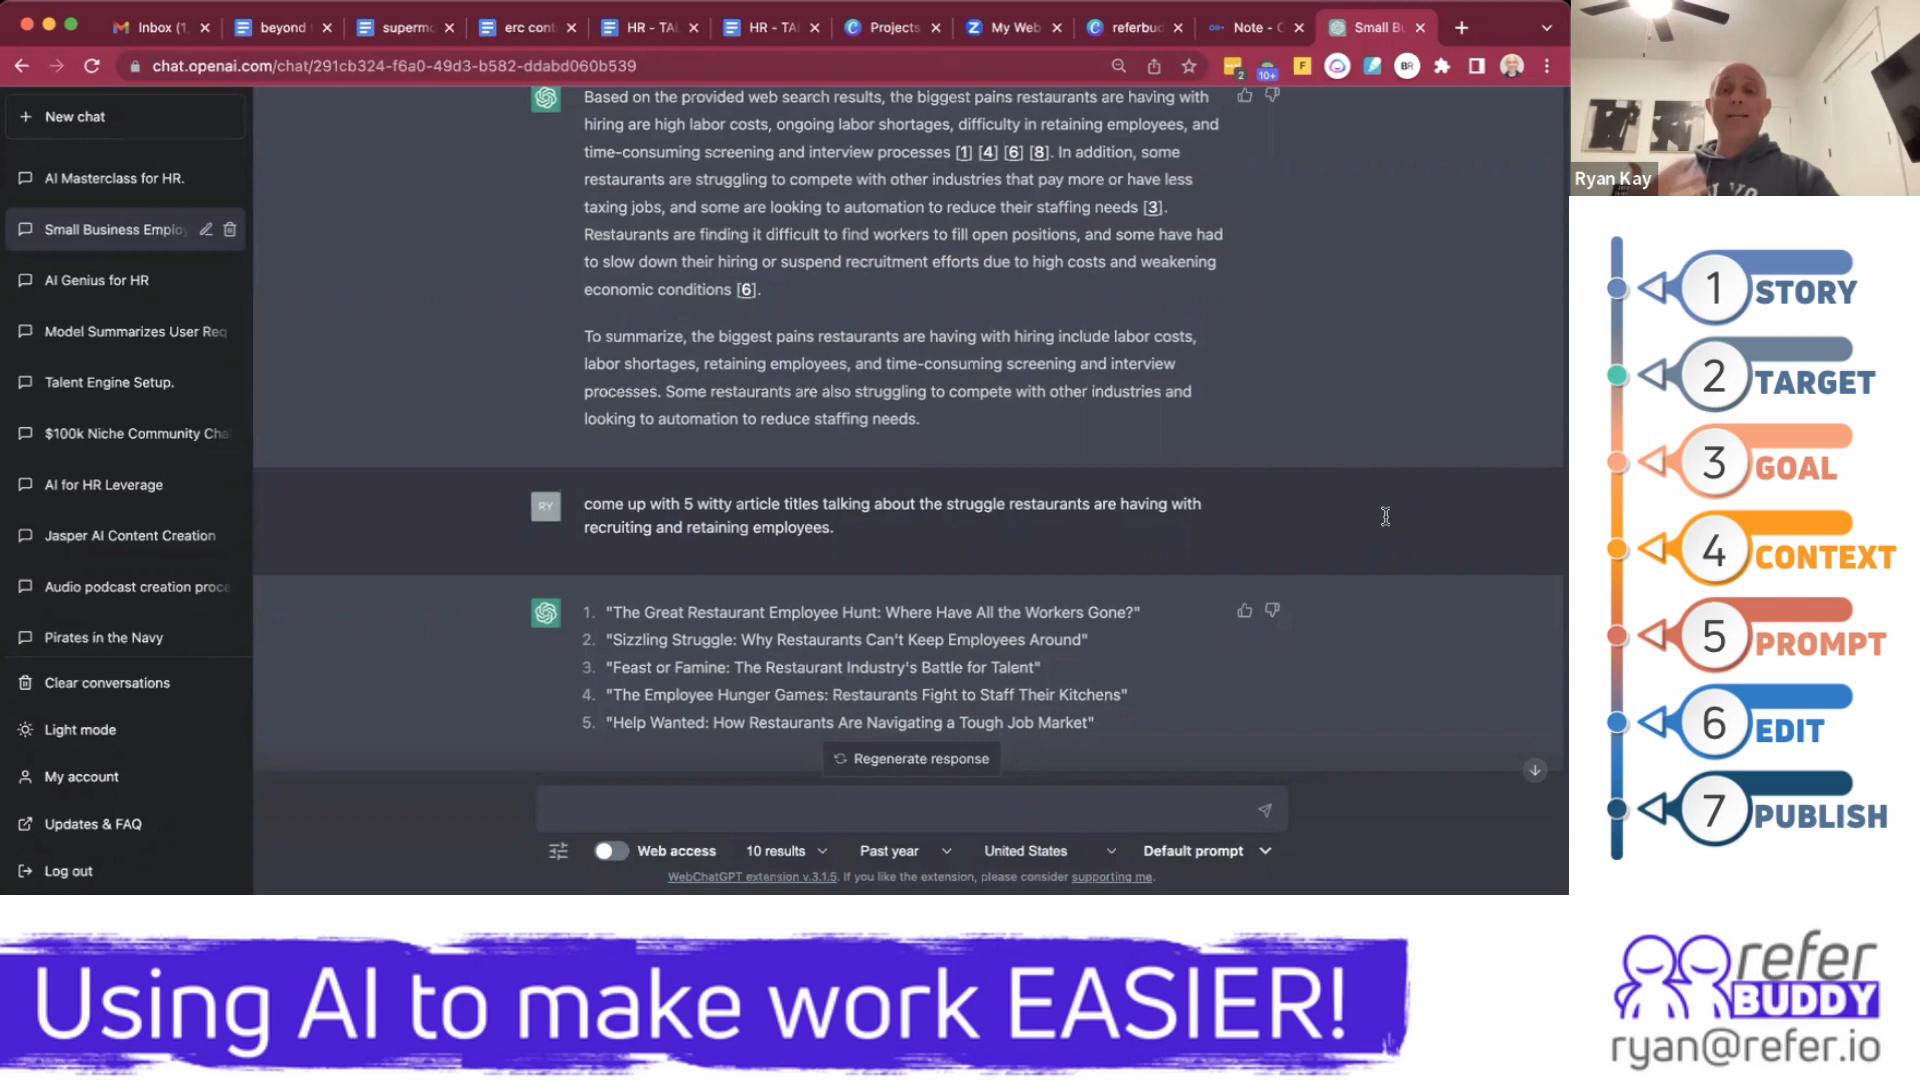 Inbox (1,
beyond
supermo
erc cont
HR - TAL
HR - TAI
Projects
My Web
referbud
Note - C
Small Bu
chat.openai.com/chat/291cb324-f6a0-49d3-b582-ddabd060b539
2
10+
F
BR
New chat
AI Masterclass for HR.
Small Business Employ
AI Genius for HR
Model Summarizes User Req
Talent Engine Setup.
$100k Niche Community Cha
AI for HR Leverage
Jasper AI Content Creation
Audio podcast creation proce
Pirates in the Navy
Clear conversations
Light mode
My account
Updates & FAQ
Log out
Based on the provided web search results, the biggest pains restaurants are having with
hiring are high labor costs, ongoing labor shortages, difficulty in retaining employees, and
time-consuming screening and interview processes [1] [4] [6] [8]. In addition, some
restaurants are struggling to compete with other industries that pay more or have less
taxing jobs, and some are looking to automation to reduce their staffing needs [3].
Restaurants are finding it difficult to find workers to fill open positions, and some have had
to slow down their hiring or suspend recruitment efforts due to high costs and weakening
economic conditions [6].
To summarize, the biggest pains restaurants are having with hiring include labor costs,
labor shortages, retaining employees, and time-consuming screening and interview
processes. Some restaurants are also struggling to compete with other industries and
looking to automation to reduce staffing needs.
RY
come up with 5 witty article titles talking about the struggle restaurants are having with
recruiting and retaining employees.
1. "The Great Restaurant Employee Hunt: Where Have All the Workers Gone?"
2. "Sizzling Struggle: Why Restaurants Can't Keep Employees Around"
3. "Feast or Famine: The Restaurant Industry's Battle for Talent"
4. "The Employee Hunger Games: Restaurants Fight to Staff Their Kitchens"
5. "Help Wanted: How Restaurants Are Navigating a Tough Job Market"
Regenerate response
Web access
10 results
Past year
United States
Default prompt
WebChatGPT extension v.3.1.5. If you like the extension, please consider supporting me.
Ryan Kay
1 STORY
2 TARGET
3 GOAL
4 CONTEXT
5 PROMPT
6 EDIT
7 PUBLISH
Using AI to make work EASIER!
refer
BUDDY
ryan@refer.io